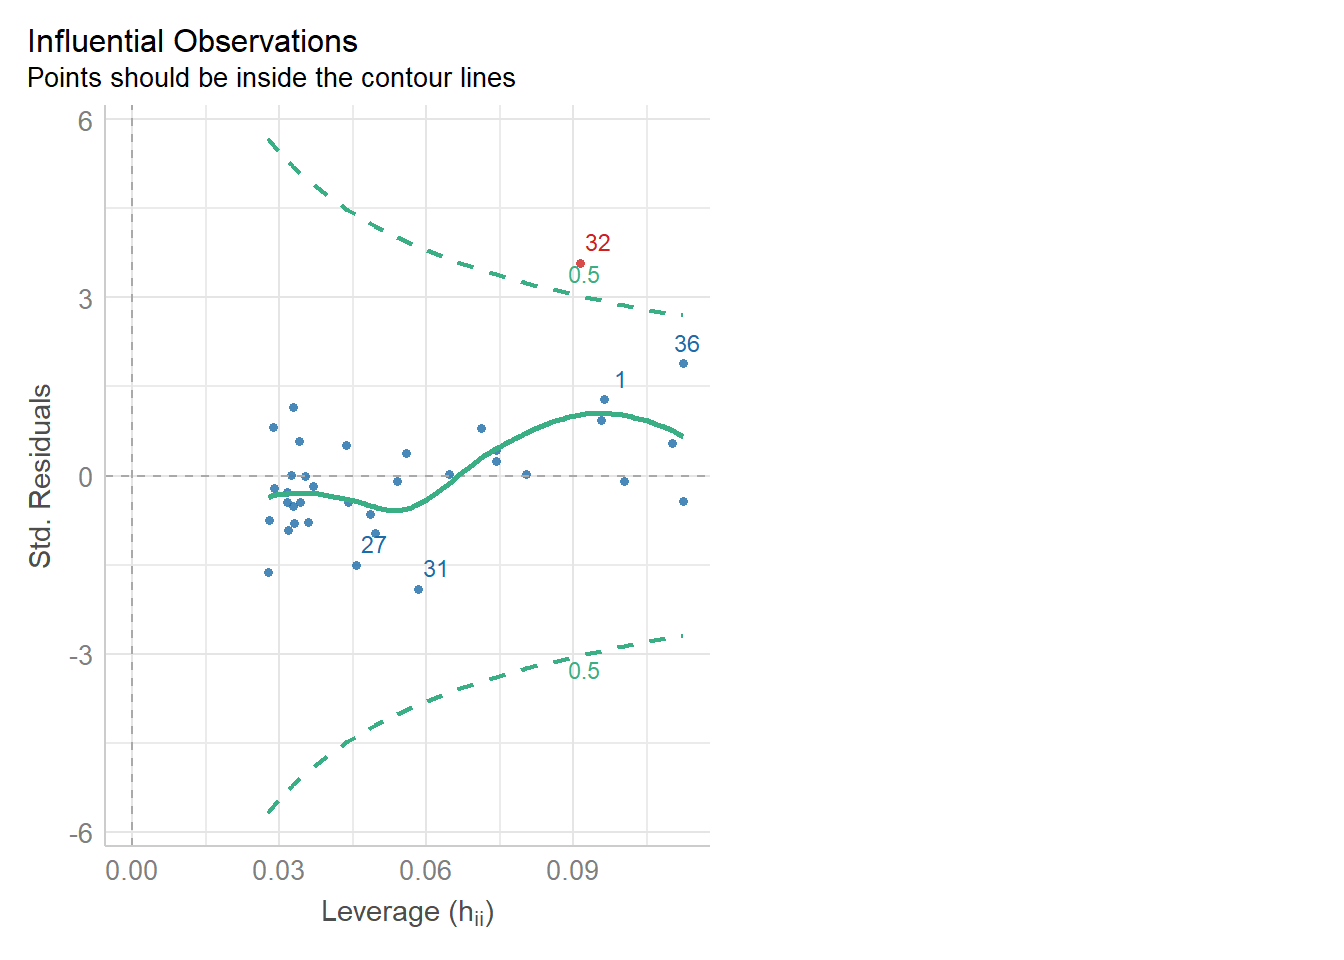 Influential Observations
Points should be inside the contour lines
6
3
0
-3
-6
Std. Residuals
32
0.5
36
1
27
31
0.5
0.00 0.03 0.06 0.09
Leverage (hii)